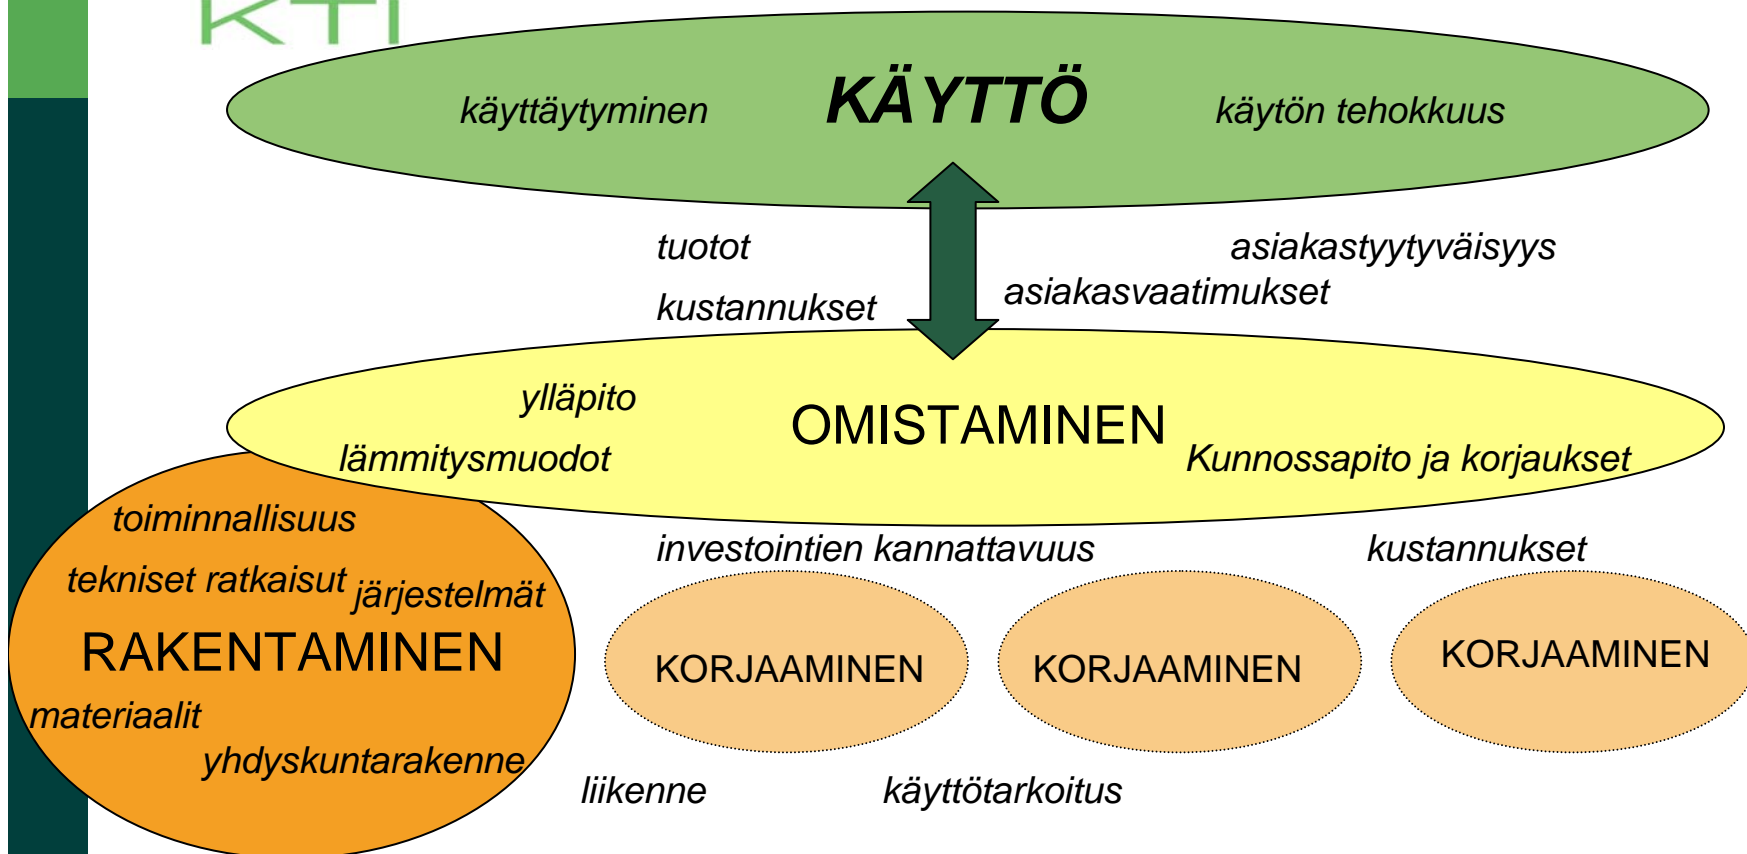 KTI
käyttäytyminen KÄYTTÖ käytön tehokkuus
tuotot asiakastyytyväisyys
kustannukset asiakasvaatimukset
ylläpito OMISTAMINEN
lämmitysmuodot Kunnossapito ja korjaukset
toiminnallisuus
investointien kannattavuus kustannukset
tekniset ratkaisut järjestelmät
RAKENTAMINEN KORJAAMINEN KORJAAMINEN KORJAAMINEN
materiaalit
yhdyskuntarakenne
liikenne käyttötarkoitus